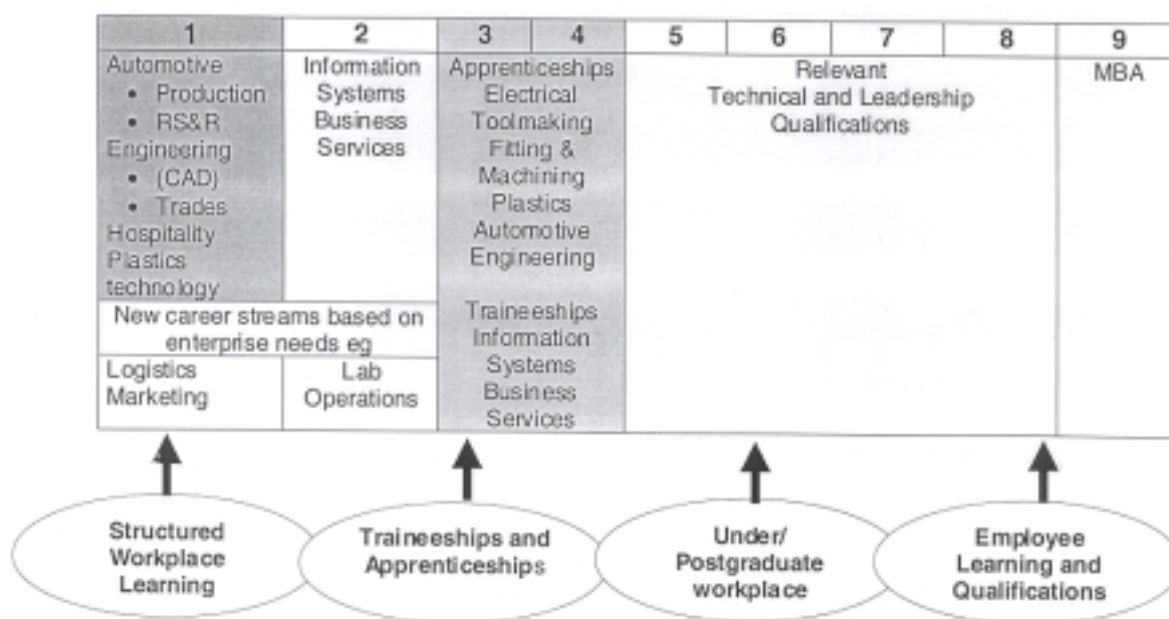 1 2 3 4 5 6 7 8 9
Automotive
• Production
• RS&R
Engineering
• (CAD)
• Trades
Hospitality
Plastics
technology
Information
Systems
Business
Services
New career streams based on
enterprise needs eg
Logistics
Marketing
Lab
Operations
Apprenticeships
Electrical
Toolmaking
Fitting &
Machining
Plastics
Automotive
Engineering
Traineeships
Information
Systems
Business
Services
Relevant
Technical and Leadership
Qualifications
MBA
Structured
Workplace
Learning
Traineeships and
Apprenticeships
Under/
Postgraduate
workplace
Employee
Learning and
Qualifications